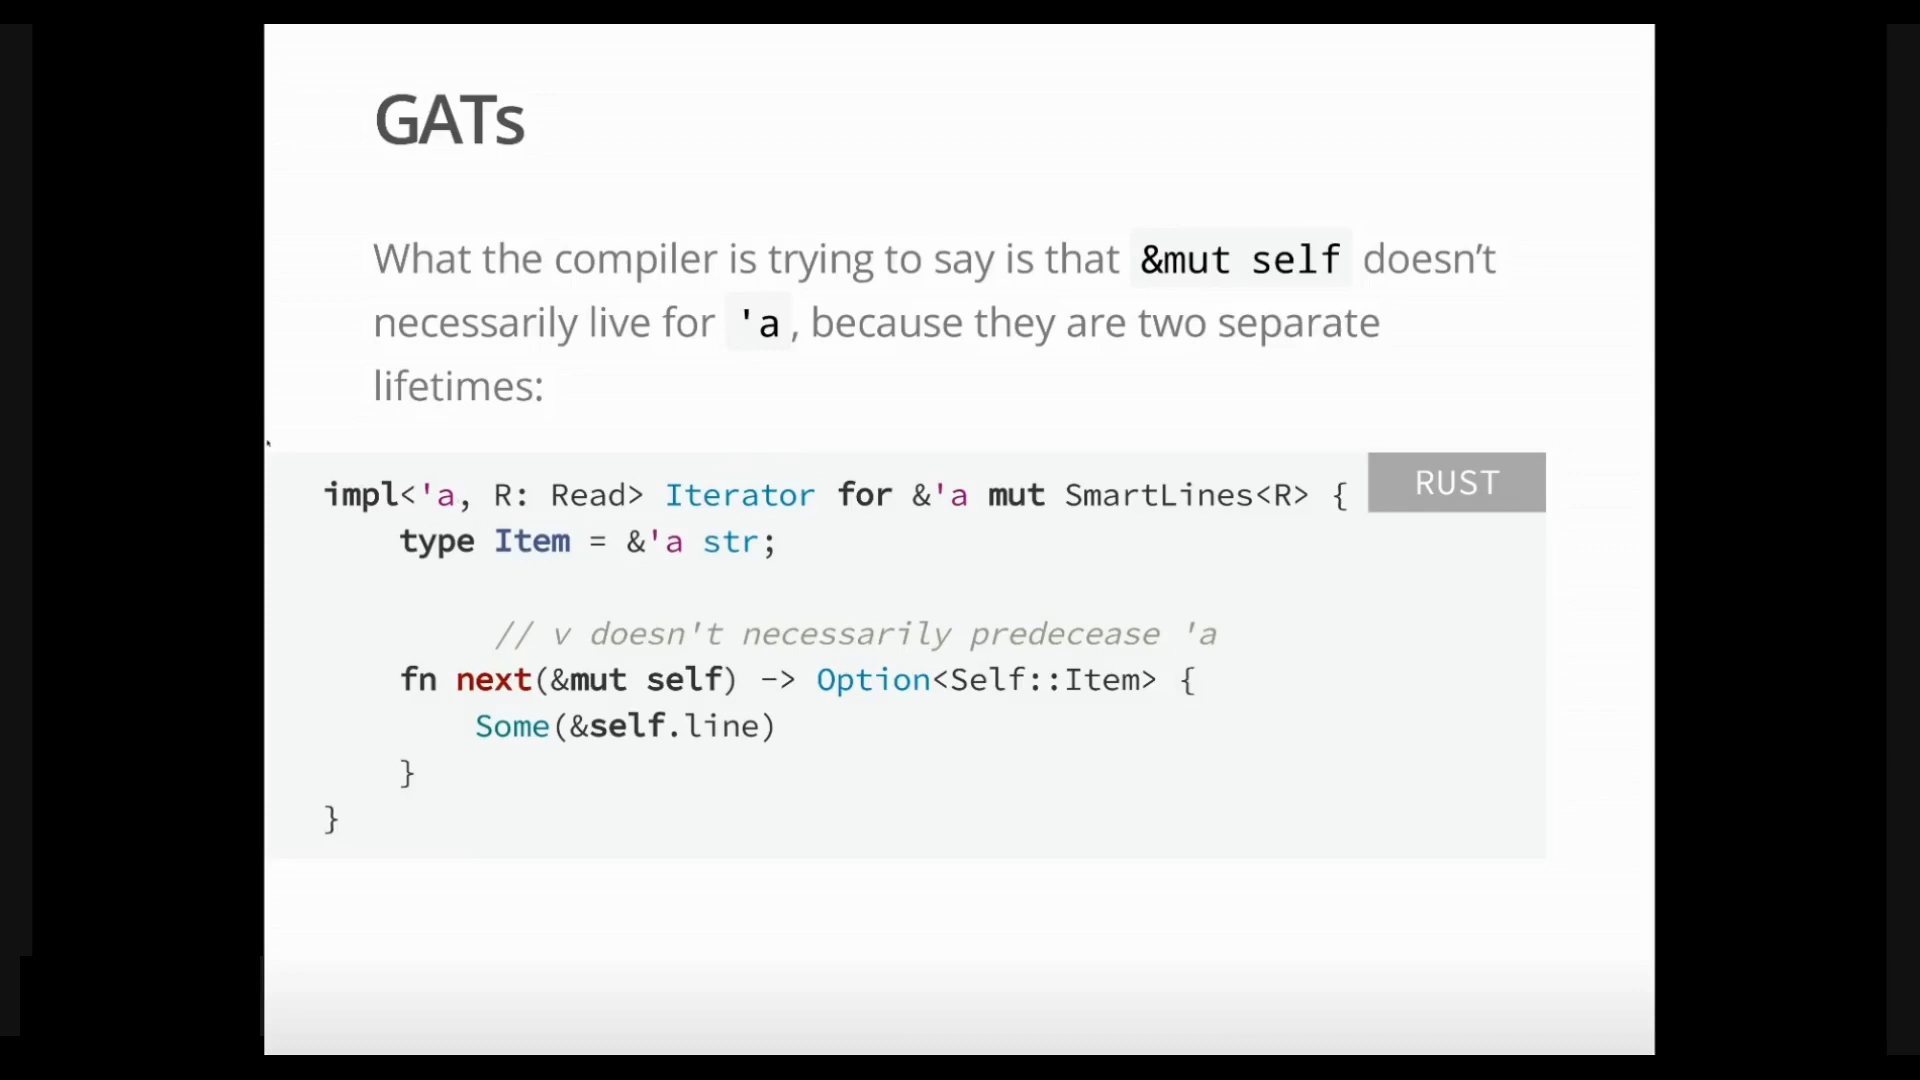 GATs
What the compiler is trying to say is that &mut self doesn’t
necessarily live for 'a, because they are two separate
lifetimes:
RUST
impl<'a, R: Read> Iterator for &'a mut SmartLines<R> {
    type Item = &'a str;
         // v doesn't necessarily predecease 'a
    fn next(&mut self) -> Option<Self::Item> {
        Some(&self.line)
    }
}